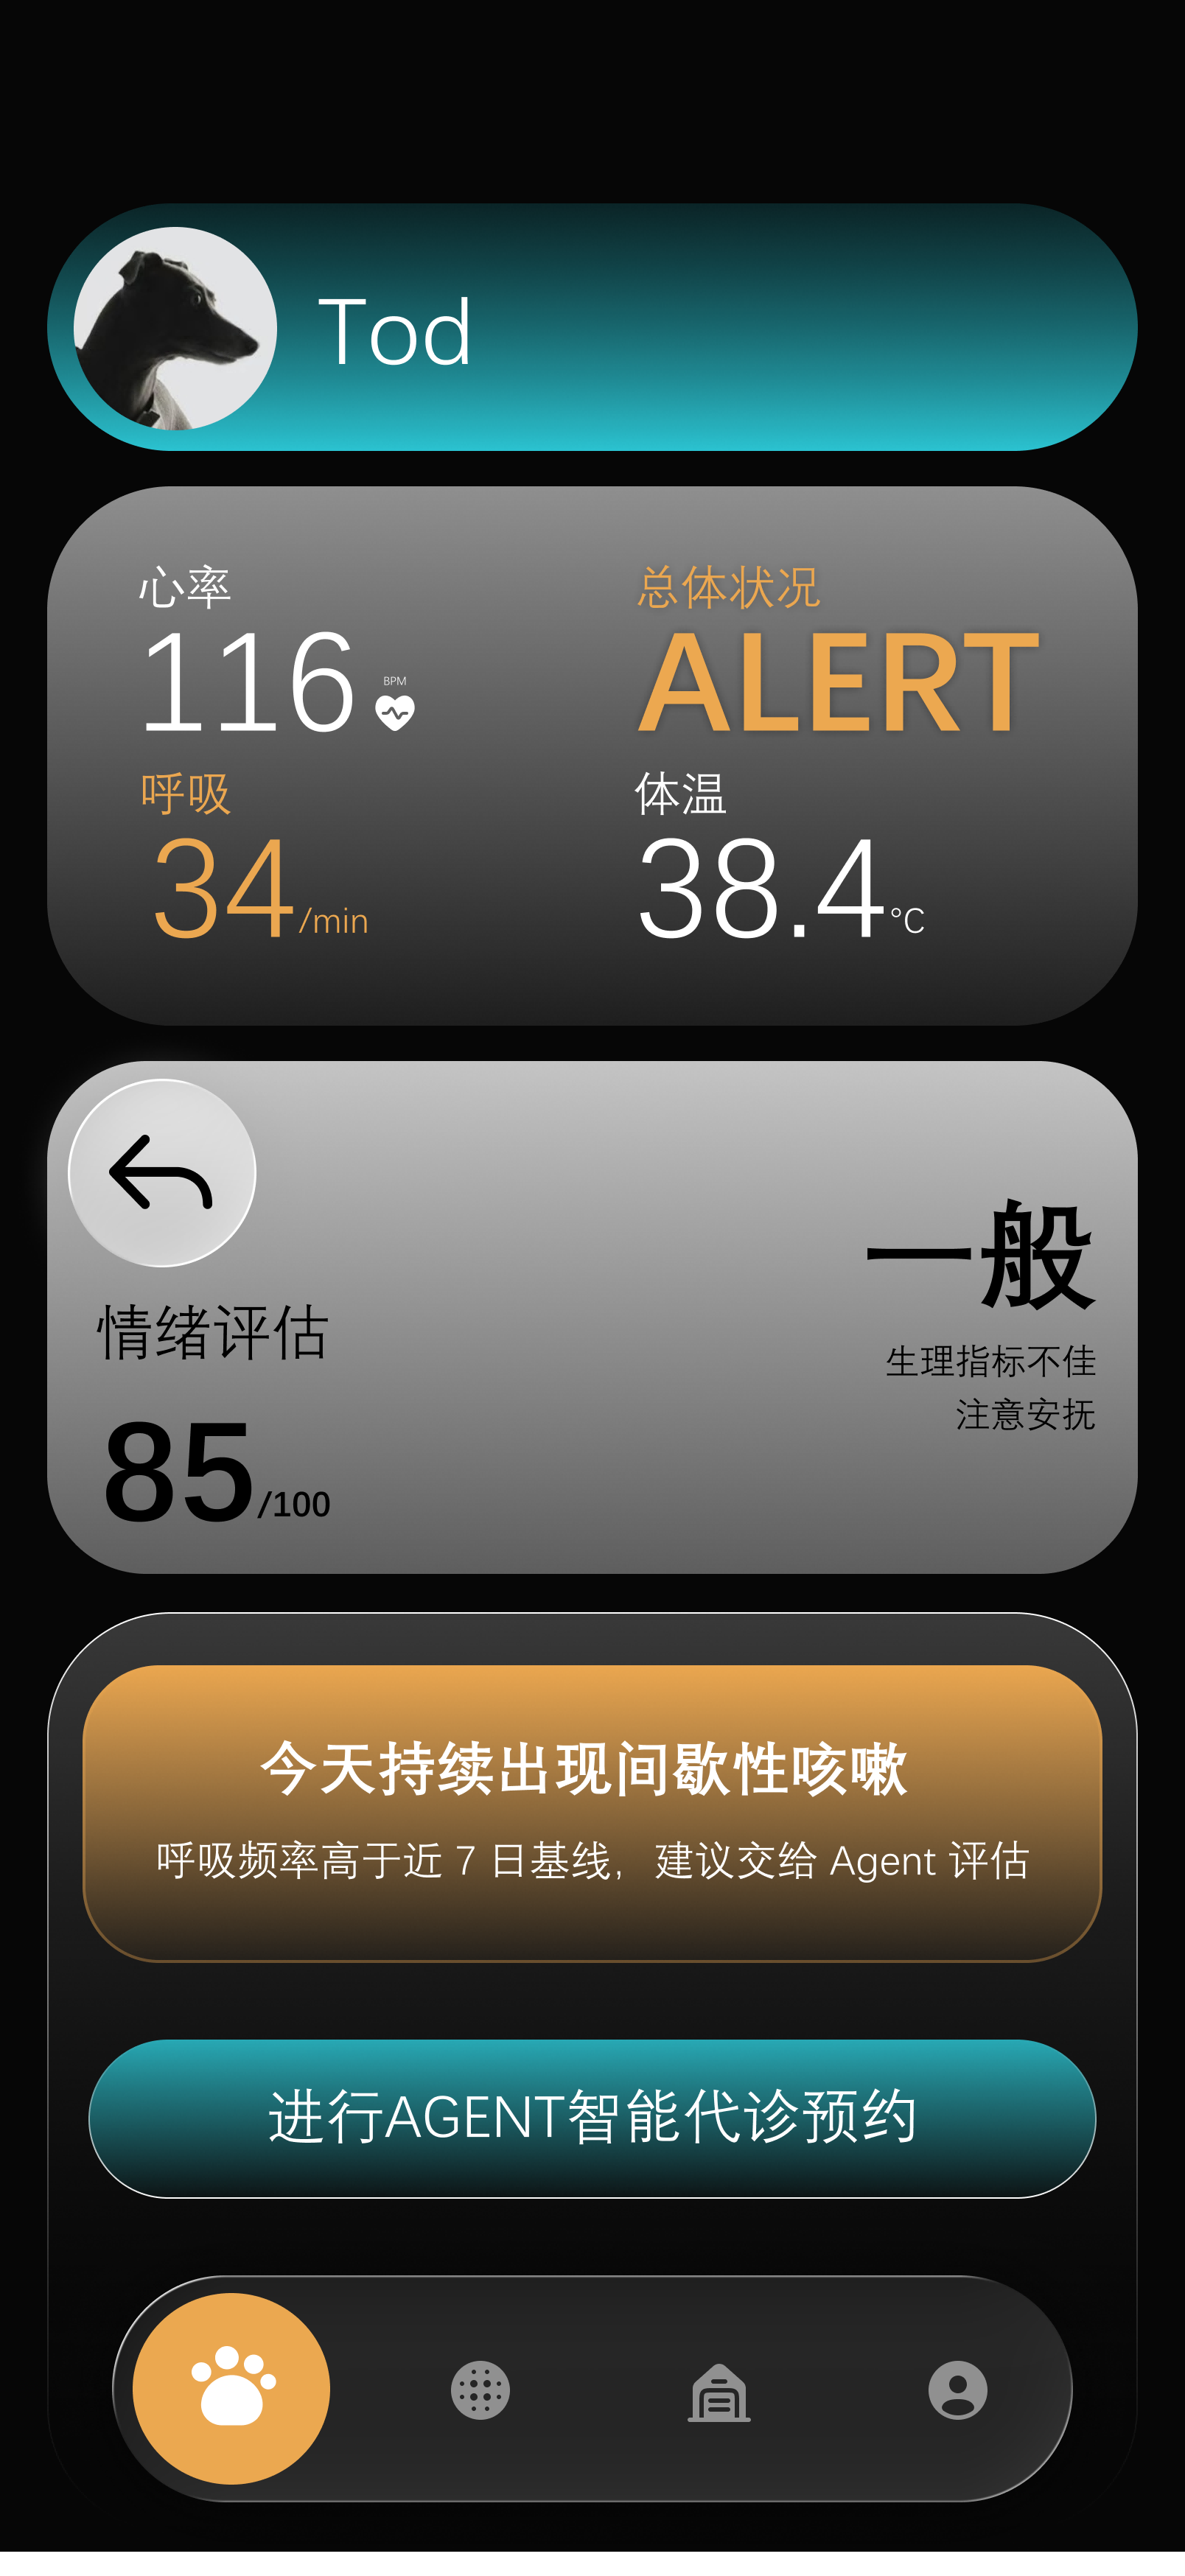 Tod
心率
116 BPM
总体状况
ALERT
呼吸
34/min
体温
38.4°C
情绪评估
85/100
一般
生理指标不佳
注意安抚
今天持续出现间歇性咳嗽
呼吸频率高于近 7 日基线，建议交给 Agent 评估
进行AGENT智能代诊预约